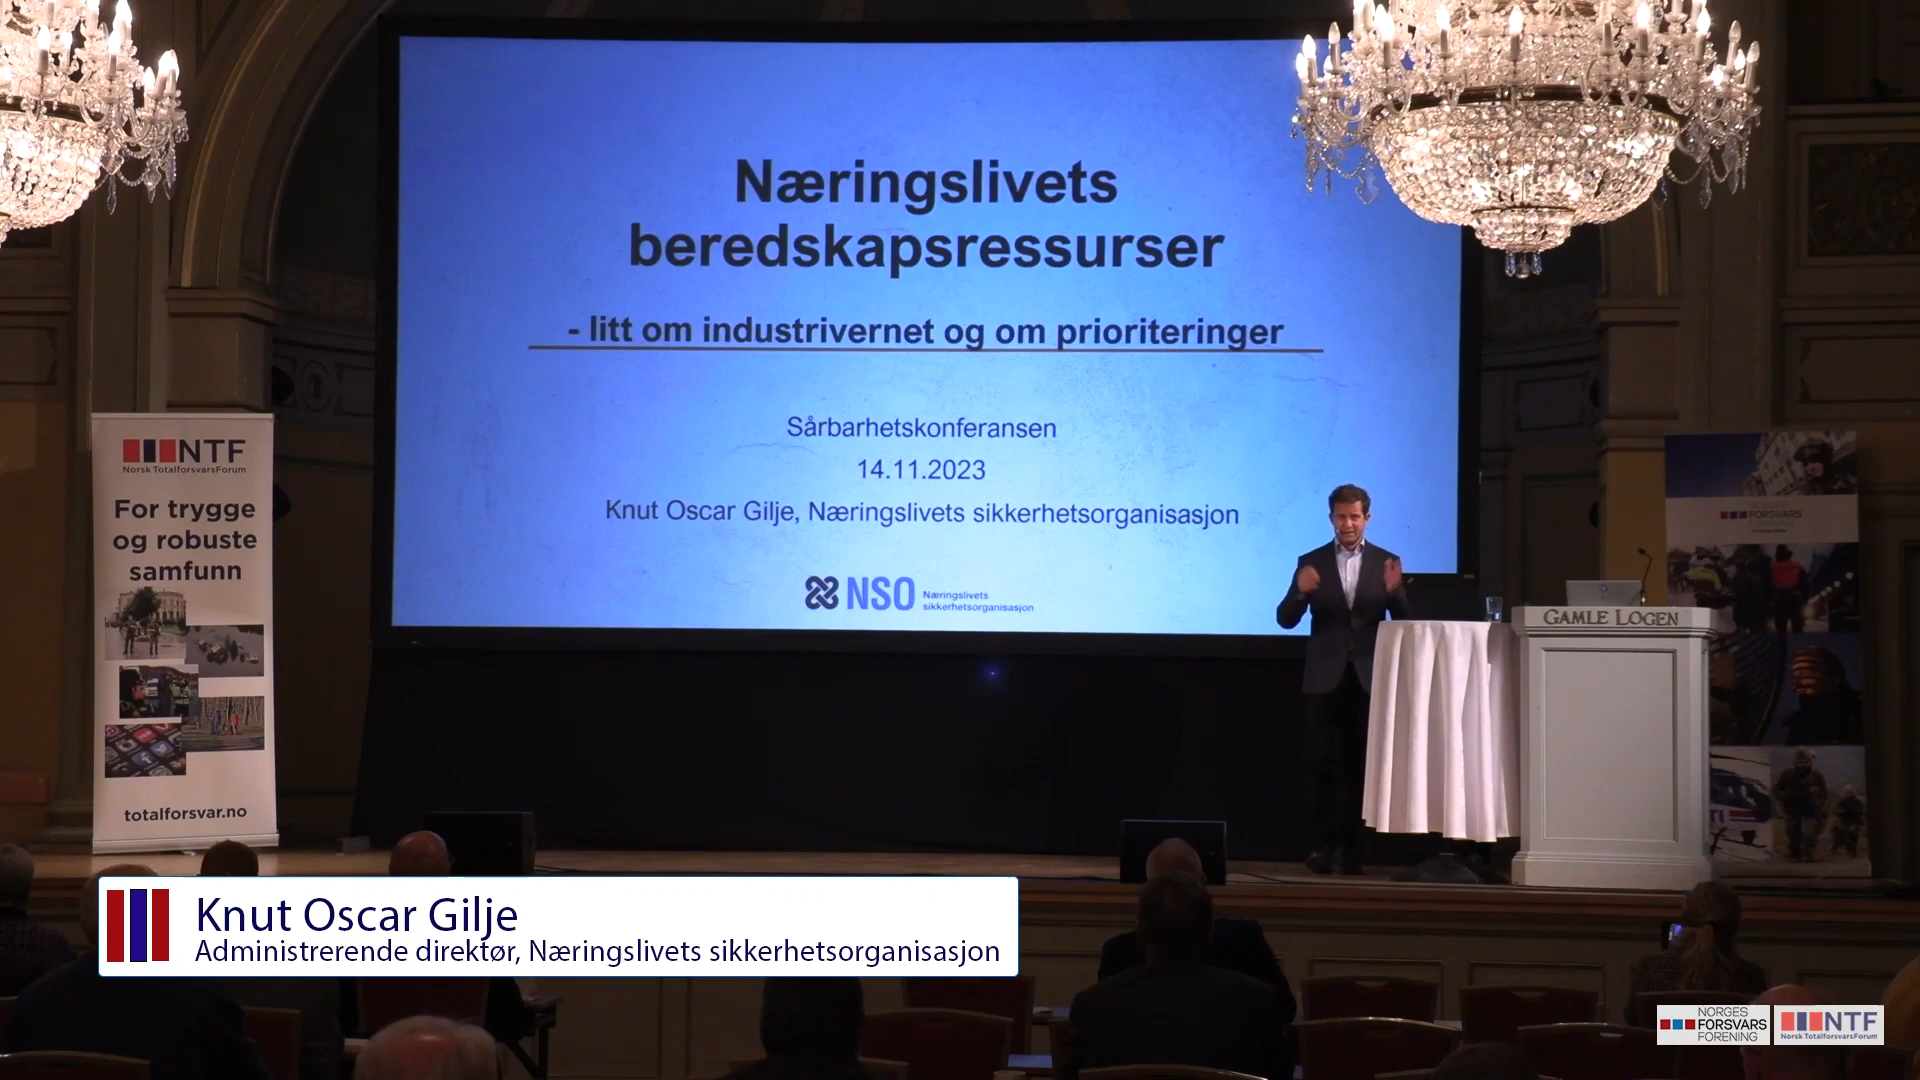 Næringslivets
beredskapsressurser
- litt om industrivernet og om prioriteringer
Sårbarhetskonferansen
14.11.2023
Knut Oscar Gilje, Næringslivets sikkerhetsorganisasjon
NSO
Næringslivets
sikkerhetsorganisasjon
NTF
Norsk TotalforsvarsForum
For trygge
og robuste
samfunn
totalforsvar.no
FORSVARS
GAMLE LOGEN
Knut Oscar Gilje
Administrerende direktør, Næringslivets sikkerhetsorganisasjon
NORGES
FORSVARS
FORENING
NTF
Norsk TotalforsvarsForum